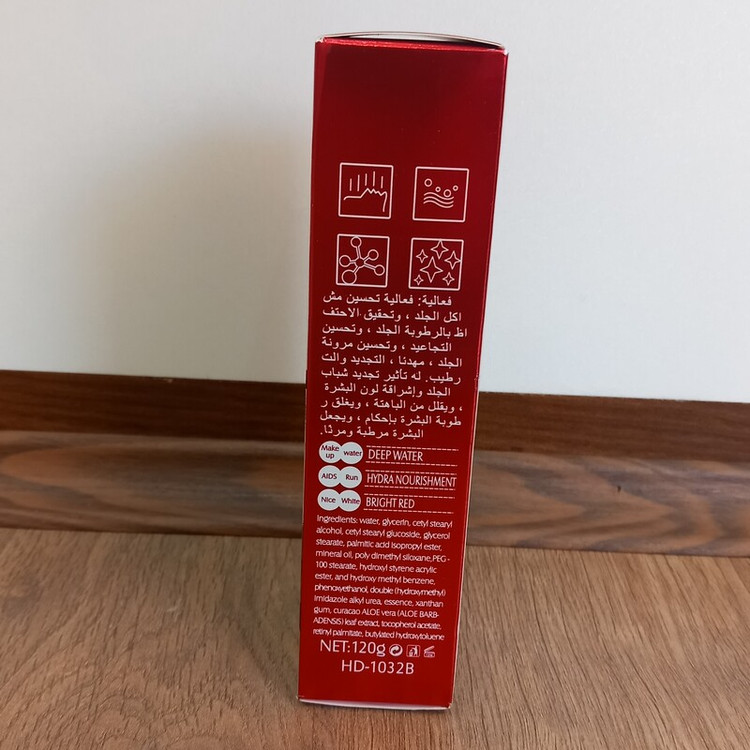 فعالية: فعالية تحسين مش
اكل الجلد ، وتحقيق الاحتف
اظ بالرطوبة الجلد ، وتحسين
التجاعيد ، وتحسين مرونة
الجلد ، مهدئا ، التجديد والت
رطيب. له تأثير تجديد شباب
الجلد وإشراقة لون البشرة
، ويقلل من الباهتة ، ويغلق ر
طوبة البشرة بإحكام ، ويجعل
البشرة مرطبة ومرنًا.
Make up water DEEP WATER
AIDS Run HYDRA NOURISHMENT
Nice White BRIGHT RED
Ingredients: water, glycerin, cetyl stearyl
alcohol, cetyl stearyl glucoside, glycerol
stearate, palmitic acid isopropyl ester,
mineral oil, poly dimethyl siloxane,PEG-
100 stearate, hydroxyl styrene acrylic
ester, and hydroxy methyl benzene,
phenoxyethanol, double (hydroxymethyl)
imidazole alkyl urea, essence, xanthan
gum, curacao ALOE vera (ALOE BARB-
ADENSIS) leaf extract, tocopherol acetate,
retinyl palmitate, butylated hydroxytoluene
NET:120g
HD-1032B